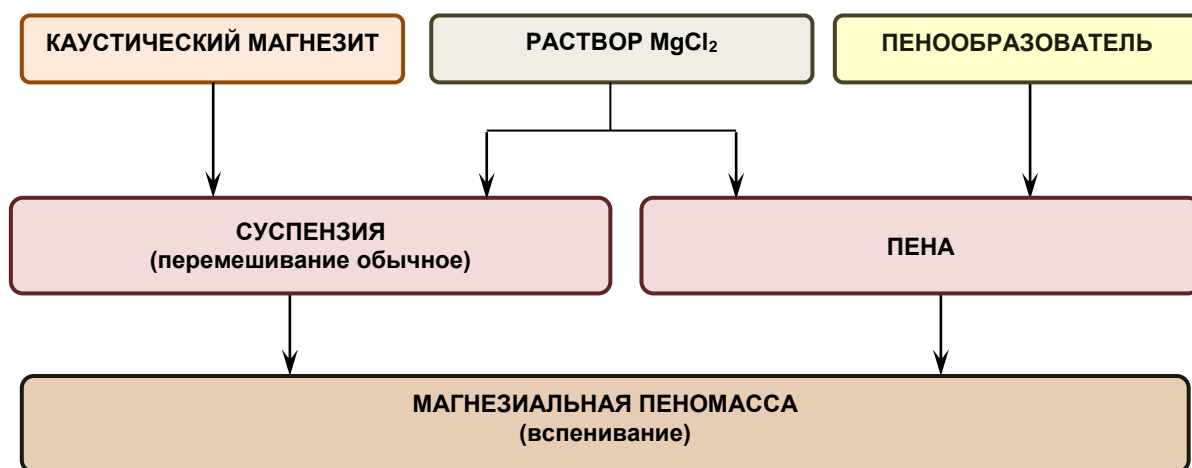 КАУСТИЧЕСКИЙ МАГНЕЗИТ
РАСТВОР MgCl₂
ПЕНООБРАЗОВАТЕЛЬ
СУСПЕНЗИЯ
(перемешивание обычное)
ПЕНА
МАГНЕЗИАЛЬНАЯ ПЕНОМАССА
(вспенивание)